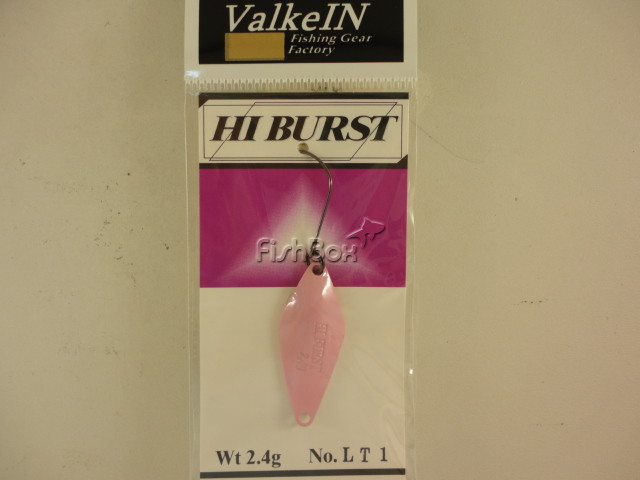 ValkeIN
Fishing Gear
Factory
HI BURST
FishBox
Wt 2.4g No. L T 1